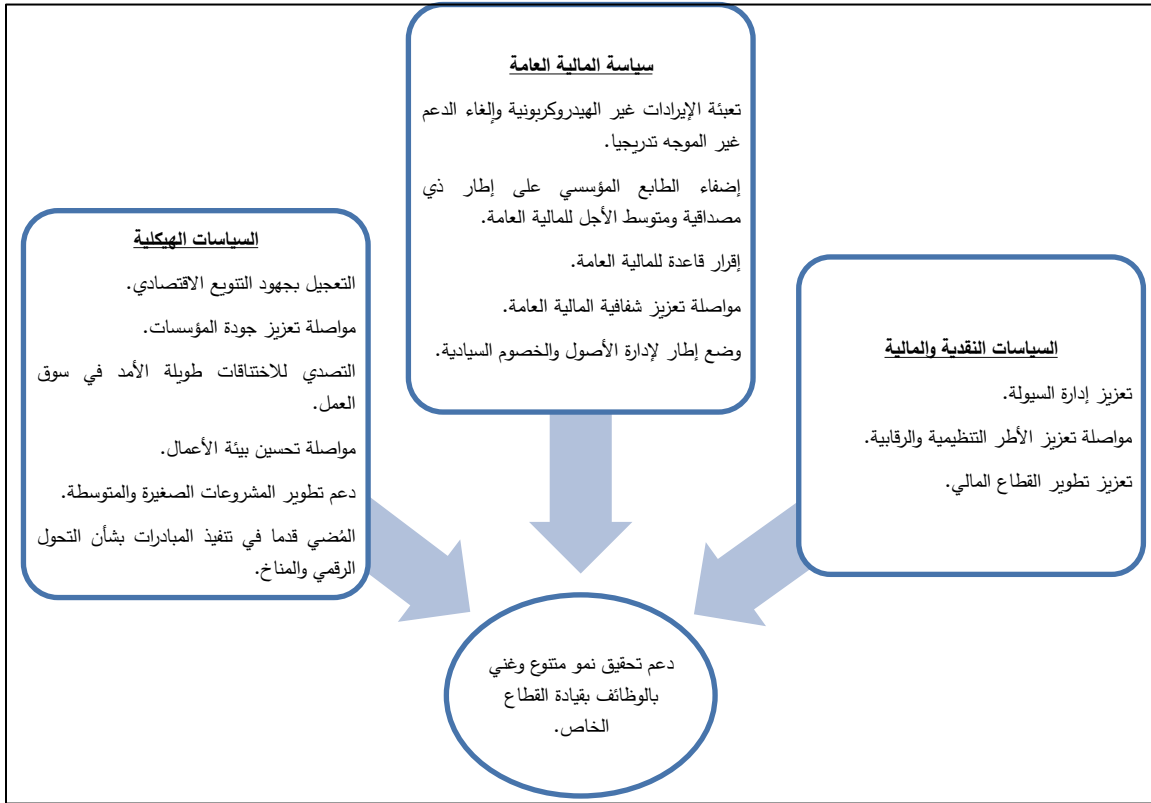 سياسة المالية العامة
تعبئة الإيرادات غير الهيدروكربونية وإلغاء الدعم
غير الموجه تدريجيا.
إضفاء الطابع المؤسسي على إطار ذي
مصداقية ومتوسط الأجل للمالية العامة.
إقرار قاعدة للمالية العامة.
مواصلة تعزيز شفافية المالية العامة.
وضع إطار لإدارة الأصول والخصوم السيادية.
السياسات النقدية والمالية
تعزيز إدارة السيولة.
مواصلة تعزيز الأطر التنظيمية والرقابية.
تعزيز تطوير القطاع المالي.
السياسات الهيكلية
التعجيل بجهود التنويع الاقتصادي.
مواصلة تعزيز جودة المؤسسات.
التصدي للاختناقات طويلة الأمد في سوق
العمل.
مواصلة تحسين بيئة الأعمال.
دعم تطوير المشروعات الصغيرة والمتوسطة.
المُضي قدما في تنفيذ المبادرات بشأن التحول
الرقمي والمناخ.
دعم تحقيق نمو متنوع وغني
بالوظائف بقيادة القطاع
الخاص.